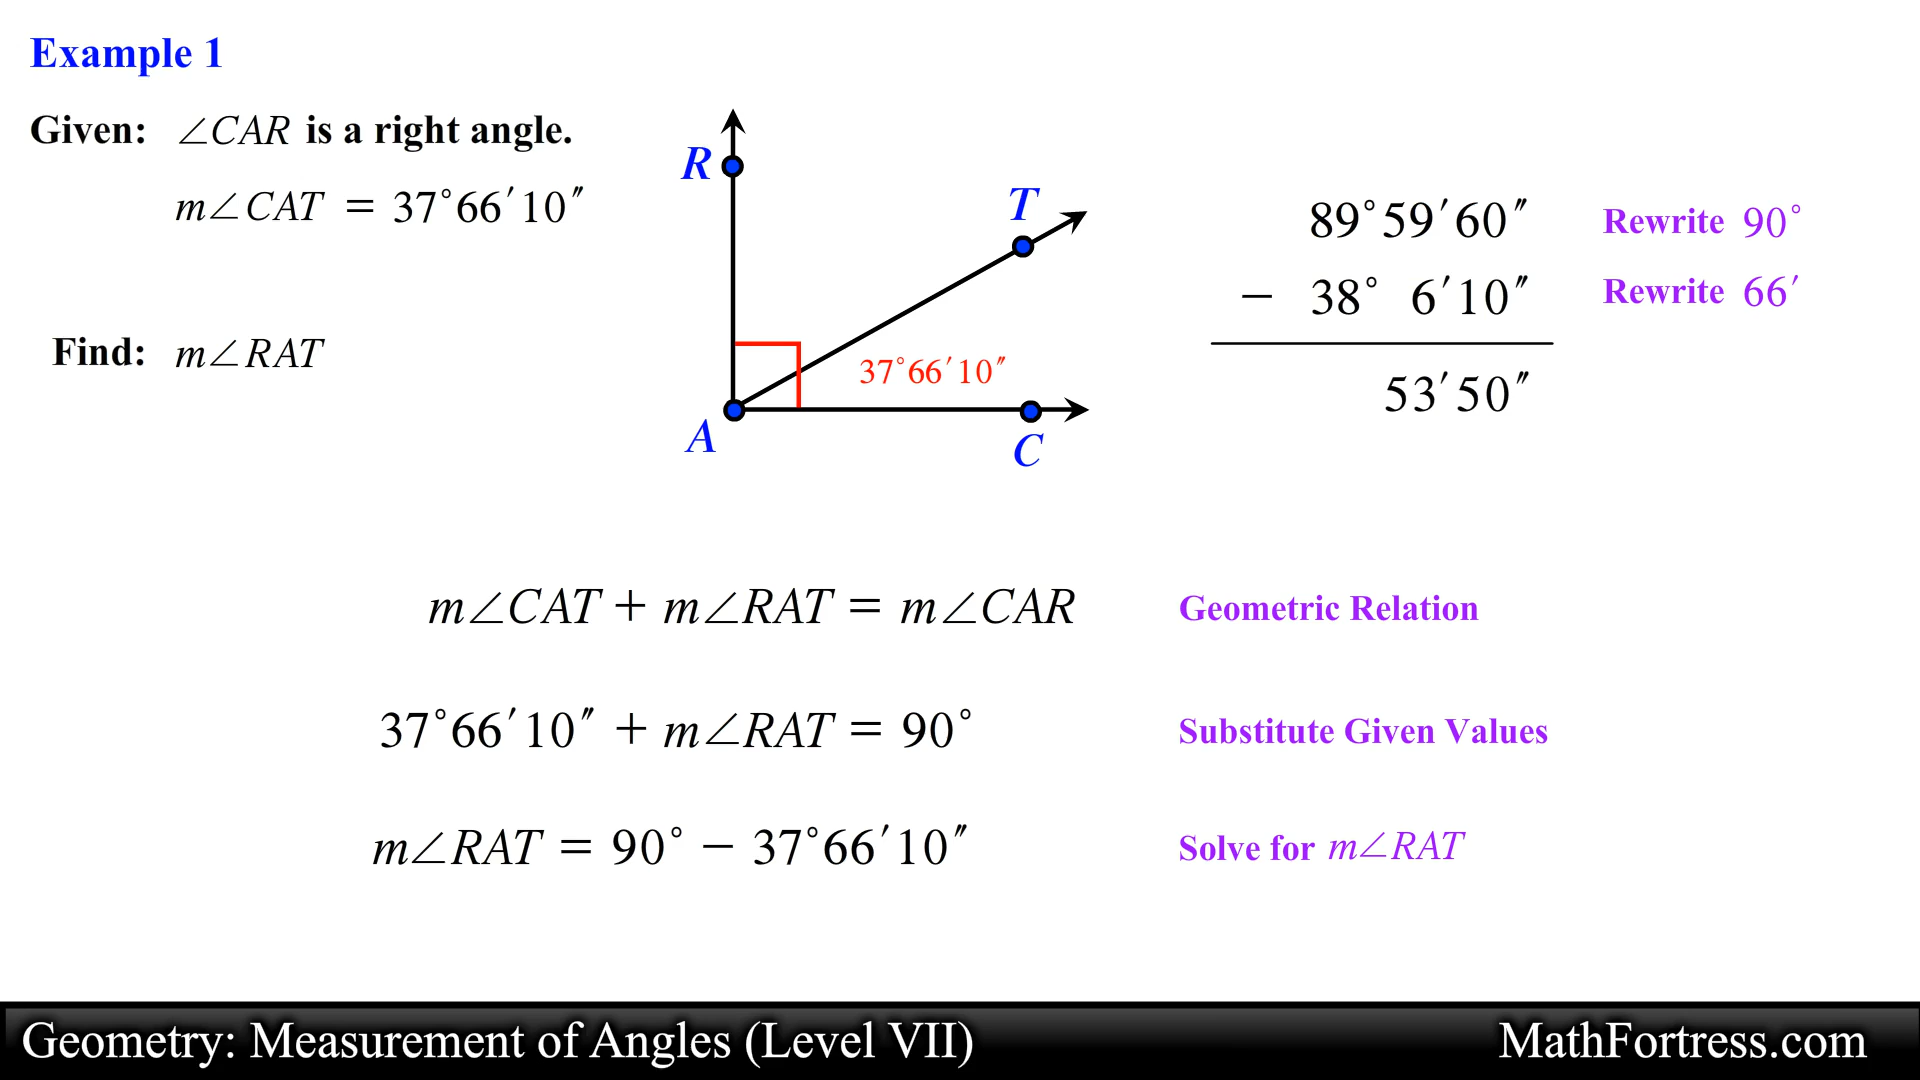 Example 1
Given: ∠CAR is a right angle.
m∠CAT = 37°66′10″
Find: m∠RAT
R
T
A
C
37°66′10″
89°59′60″ Rewrite 90°
− 38° 6′10″ Rewrite 66′
53′50″
m∠CAT + m∠RAT = m∠CAR Geometric Relation
37°66′10″ + m∠RAT = 90° Substitute Given Values
m∠RAT = 90° − 37°66′10″ Solve for m∠RAT
Geometry: Measurement of Angles (Level VII) MathFortress.com